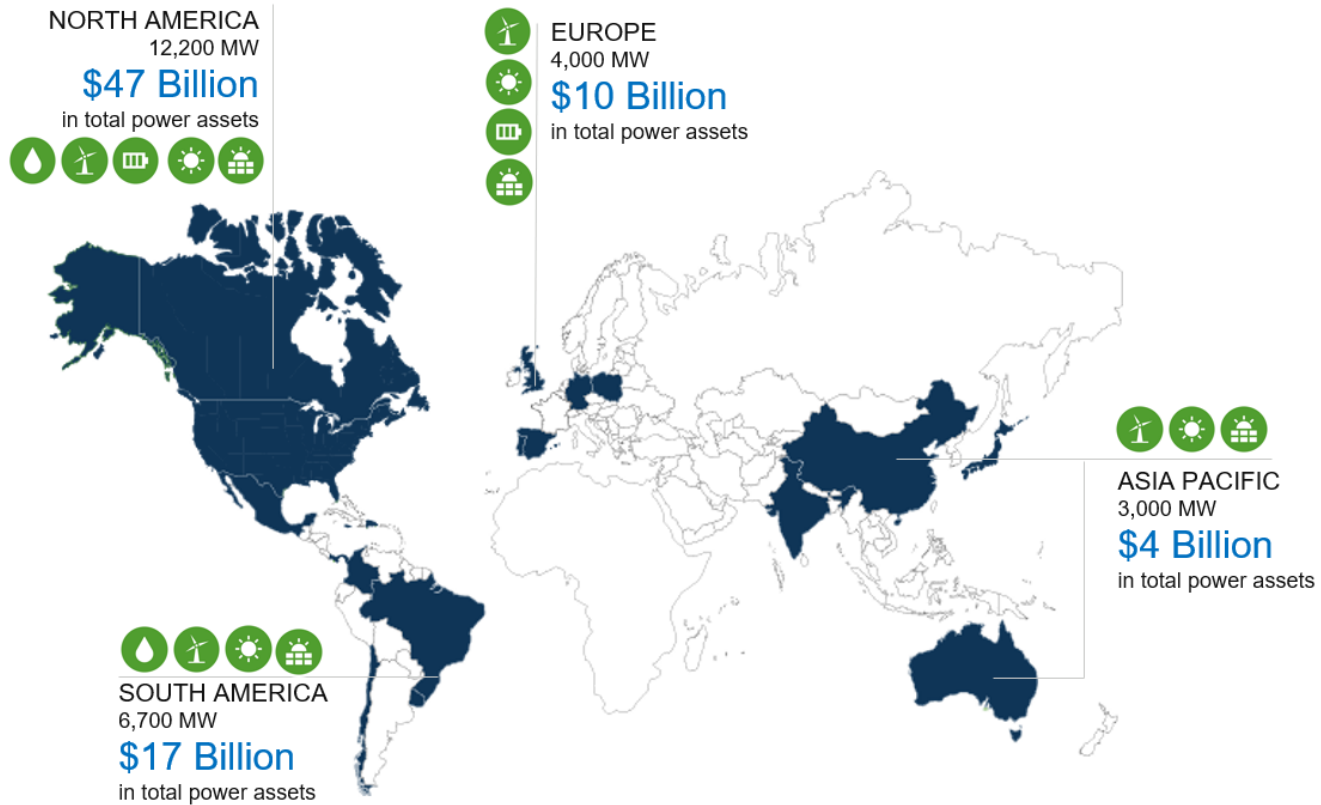 NORTH AMERICA
12,200 MW
$47 Billion
in total power assets
EUROPE
4,000 MW
$10 Billion
in total power assets
ASIA PACIFIC
3,000 MW
$4 Billion
in total power assets
SOUTH AMERICA
6,700 MW
$17 Billion
in total power assets